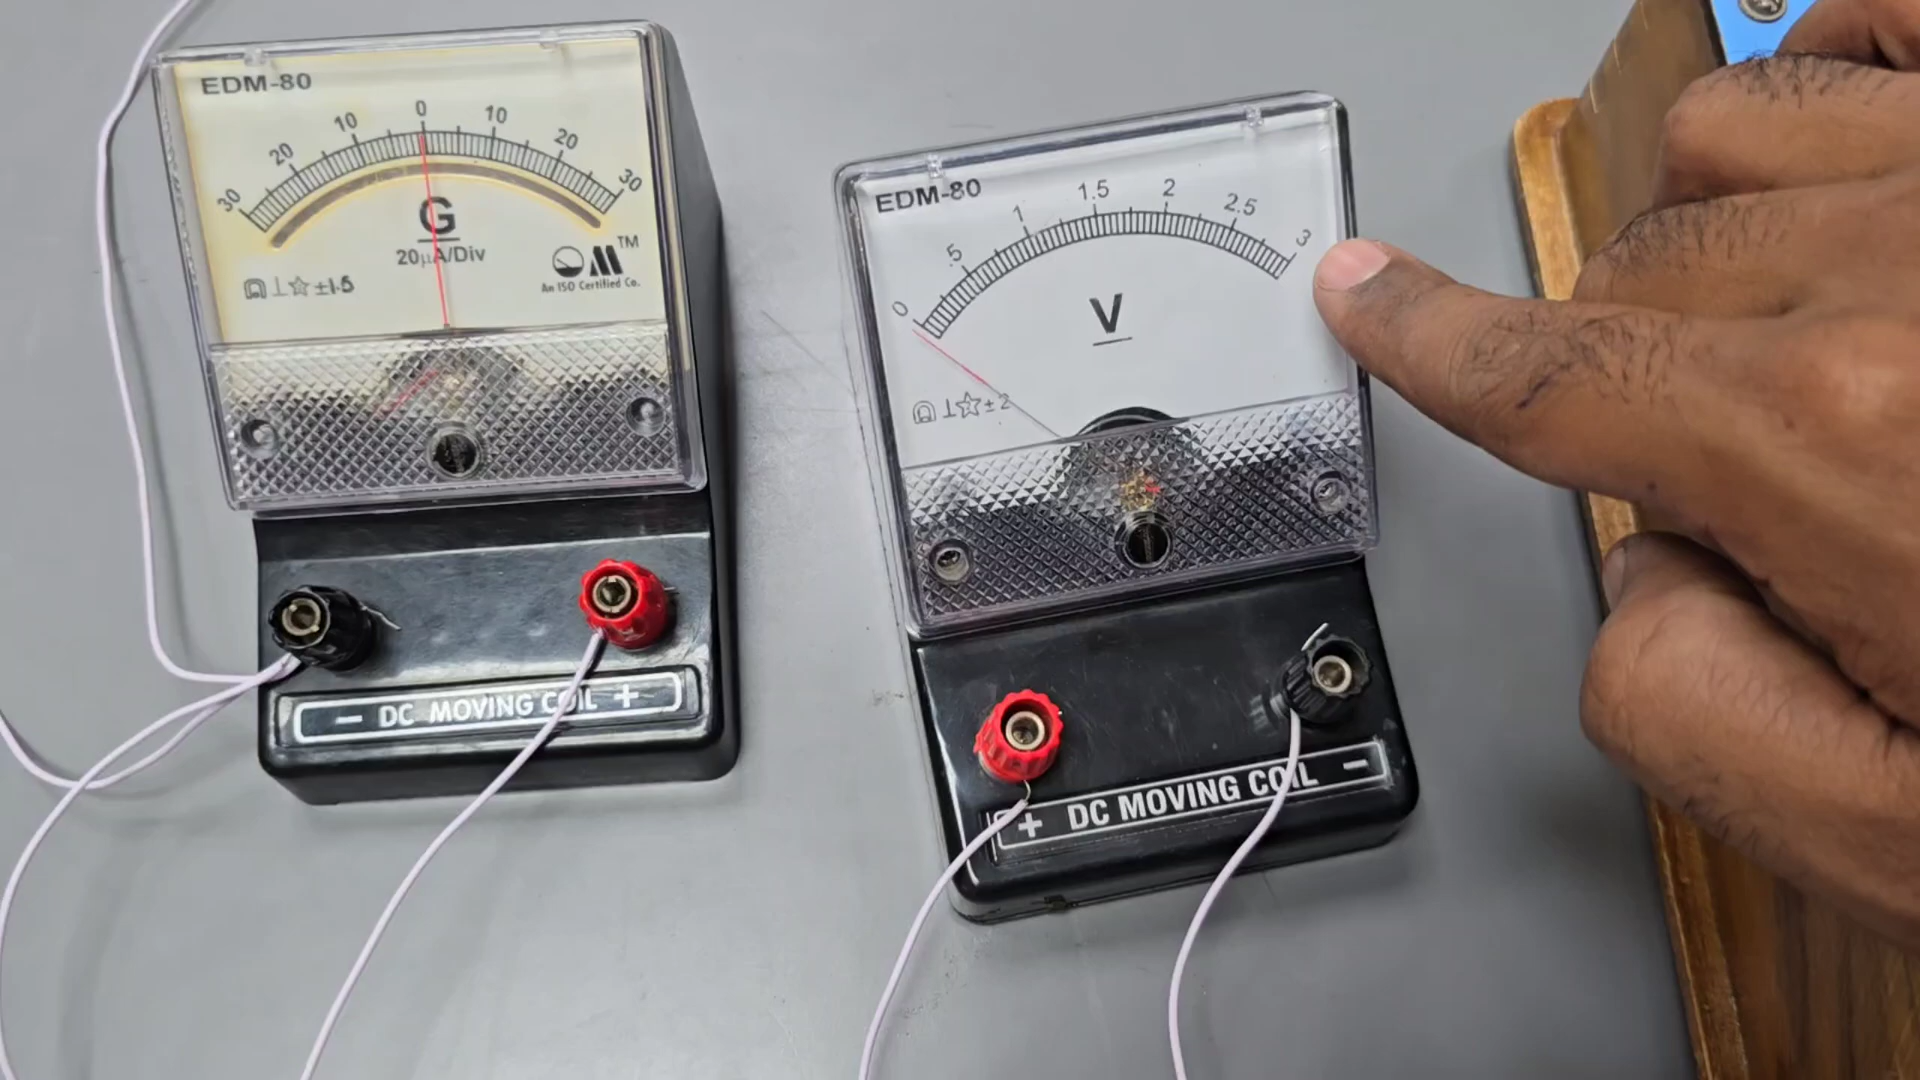 EDM-80
30 20 10 0 10 20 30
G
20μA/Div
TM
±1.5
An ISO Certified Co.
- DC MOVING COIL +
EDM-80
0 .5 1 1.5 2 2.5 3
V
± 2
+ DC MOVING COIL -